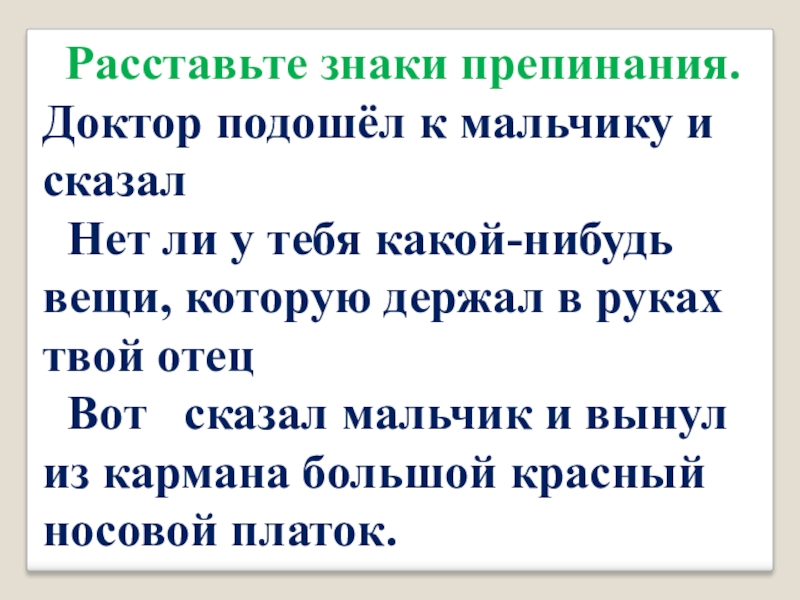 Расставьте знаки препинания.
Доктор подошёл к мальчику и
сказал
Нет ли у тебя какой-нибудь
вещи, которую держал в руках
твой отец
Вот сказал мальчик и вынул
из кармана большой красный
носовой платок.